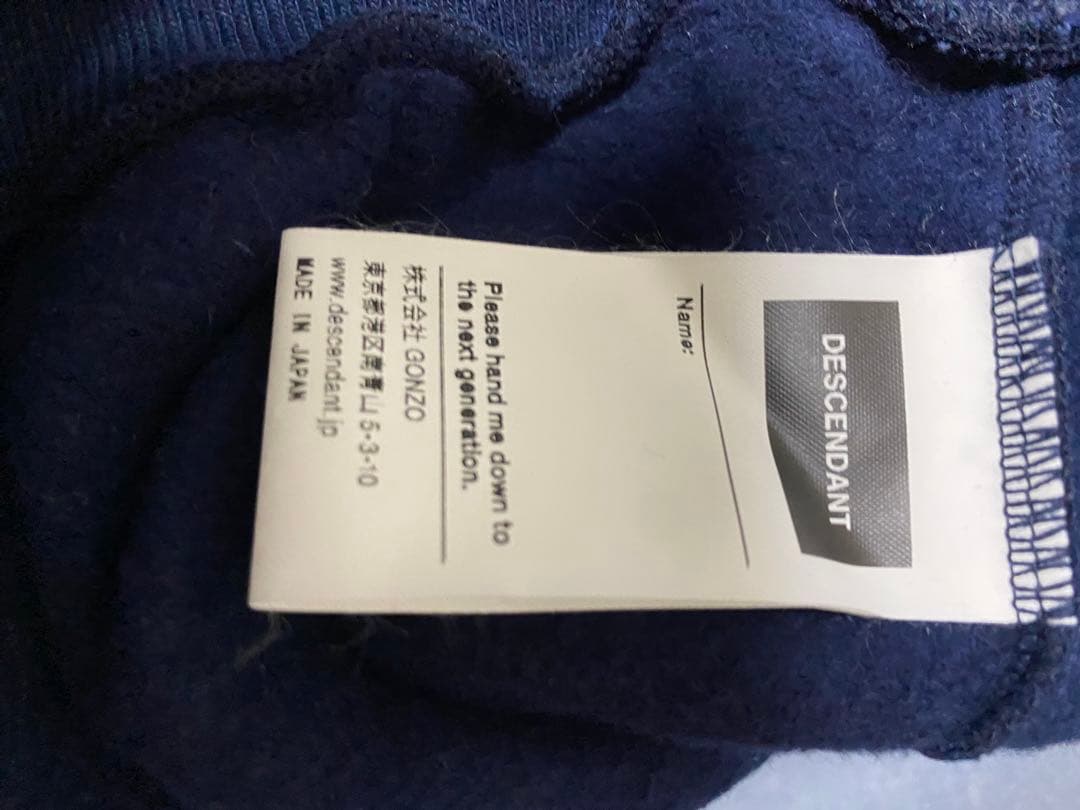 DESCENDANT
Name:
Please hand me down to
the next generation.
株式会社 GONZO
東京都港区南青山 5-3-10
www.descendant.jp
MADE IN JAPAN